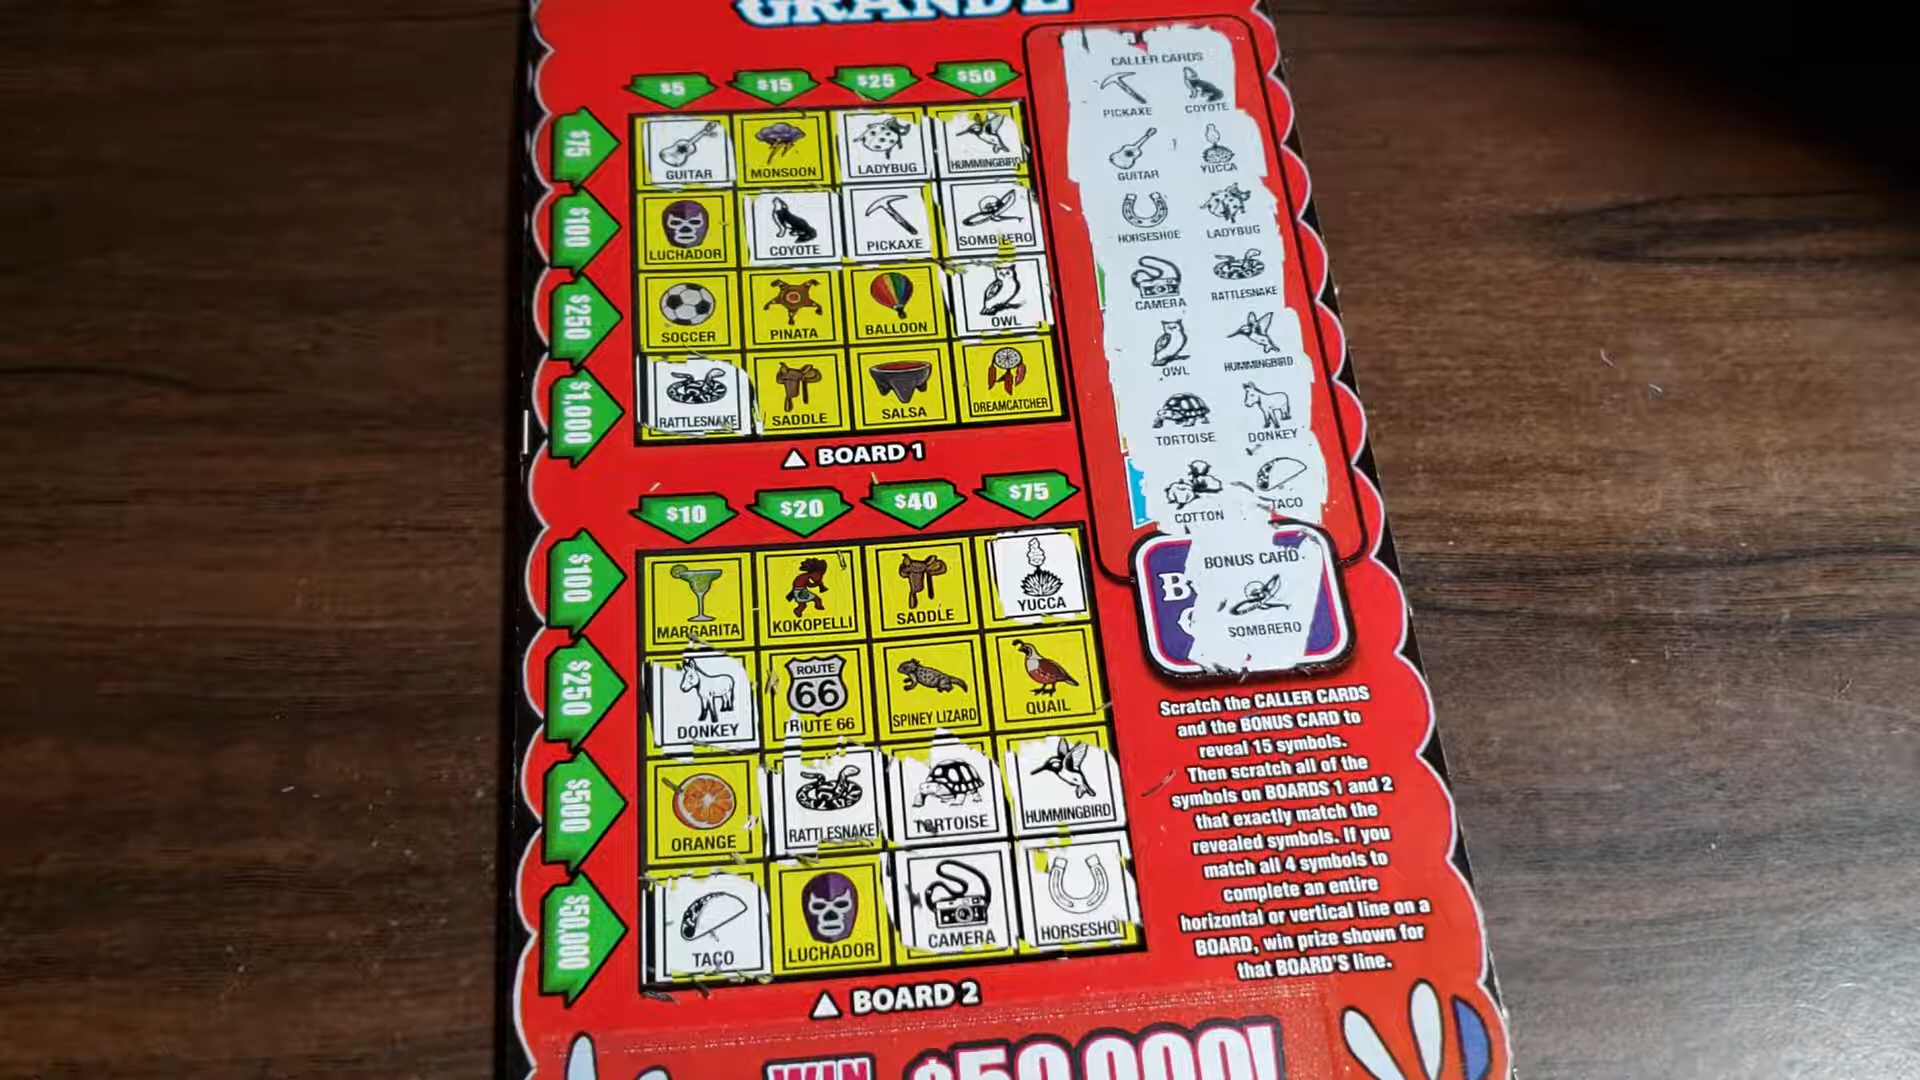 GRANDE
$5 $15 $25 $50
$75
GUITAR MONSOON LADYBUG HUMMINGBIRD
$100
LUCHADOR COYOTE PICKAXE SOMBRERO
$250
SOCCER PINATA BALLOON OWL
$1,000
RATTLESNAKE SADDLE SALSA DREAMCATCHER
BOARD 1
$10 $20 $40 $75
$100
MARGARITA KOKOPELLI SADDLE YUCCA
$250
DONKEY ROUTE 66 ROUTE 66 SPINEY LIZARD QUAIL
$500
ORANGE RATTLESNAKE TORTOISE HUMMINGBIRD
$50,000
TACO LUCHADOR CAMERA HORSESHO
BOARD 2
CALLER CARDS
PICKAXE COYOTE
GUITAR YUCCA
HORSESHOE LADYBUG
CAMERA RATTLESNAKE
OWL HUMMINGBIRD
TORTOISE DONKEY
COTTON TACO
B
BONUS CARD
SOMBRERO
Scratch the CALLER CARDS
and the BONUS CARD to
reveal 15 symbols.
Then scratch all of the
symbols on BOARDS 1 and 2
that exactly match the
revealed symbols. If you
match all 4 symbols to
complete an entire
horizontal or vertical line on a
BOARD, win prize shown for
that BOARD'S line.
WIN $50,000!